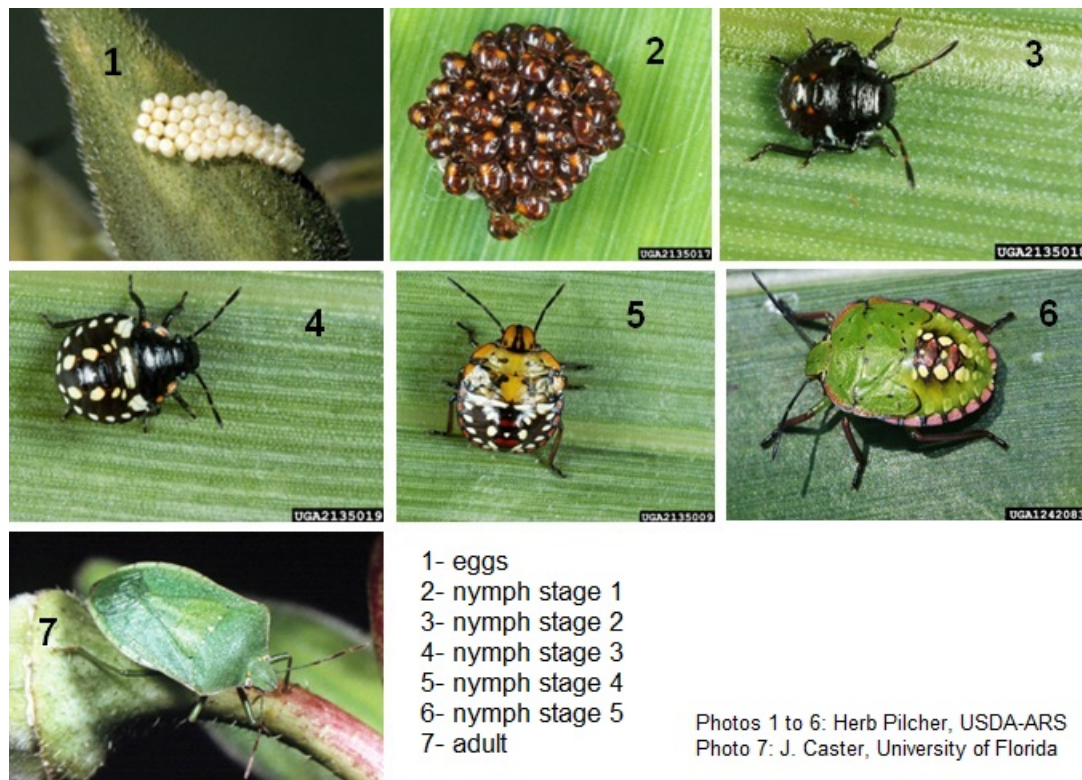 1
2
3
UGA2135017
UGA2135018
4
5
6
UGA2135019
UGA2135009
UGA1242083
7
1- eggs
2- nymph stage 1
3- nymph stage 2
4- nymph stage 3
5- nymph stage 4
6- nymph stage 5
7- adult
Photos 1 to 6: Herb Pilcher, USDA-ARS
Photo 7: J. Caster, University of Florida